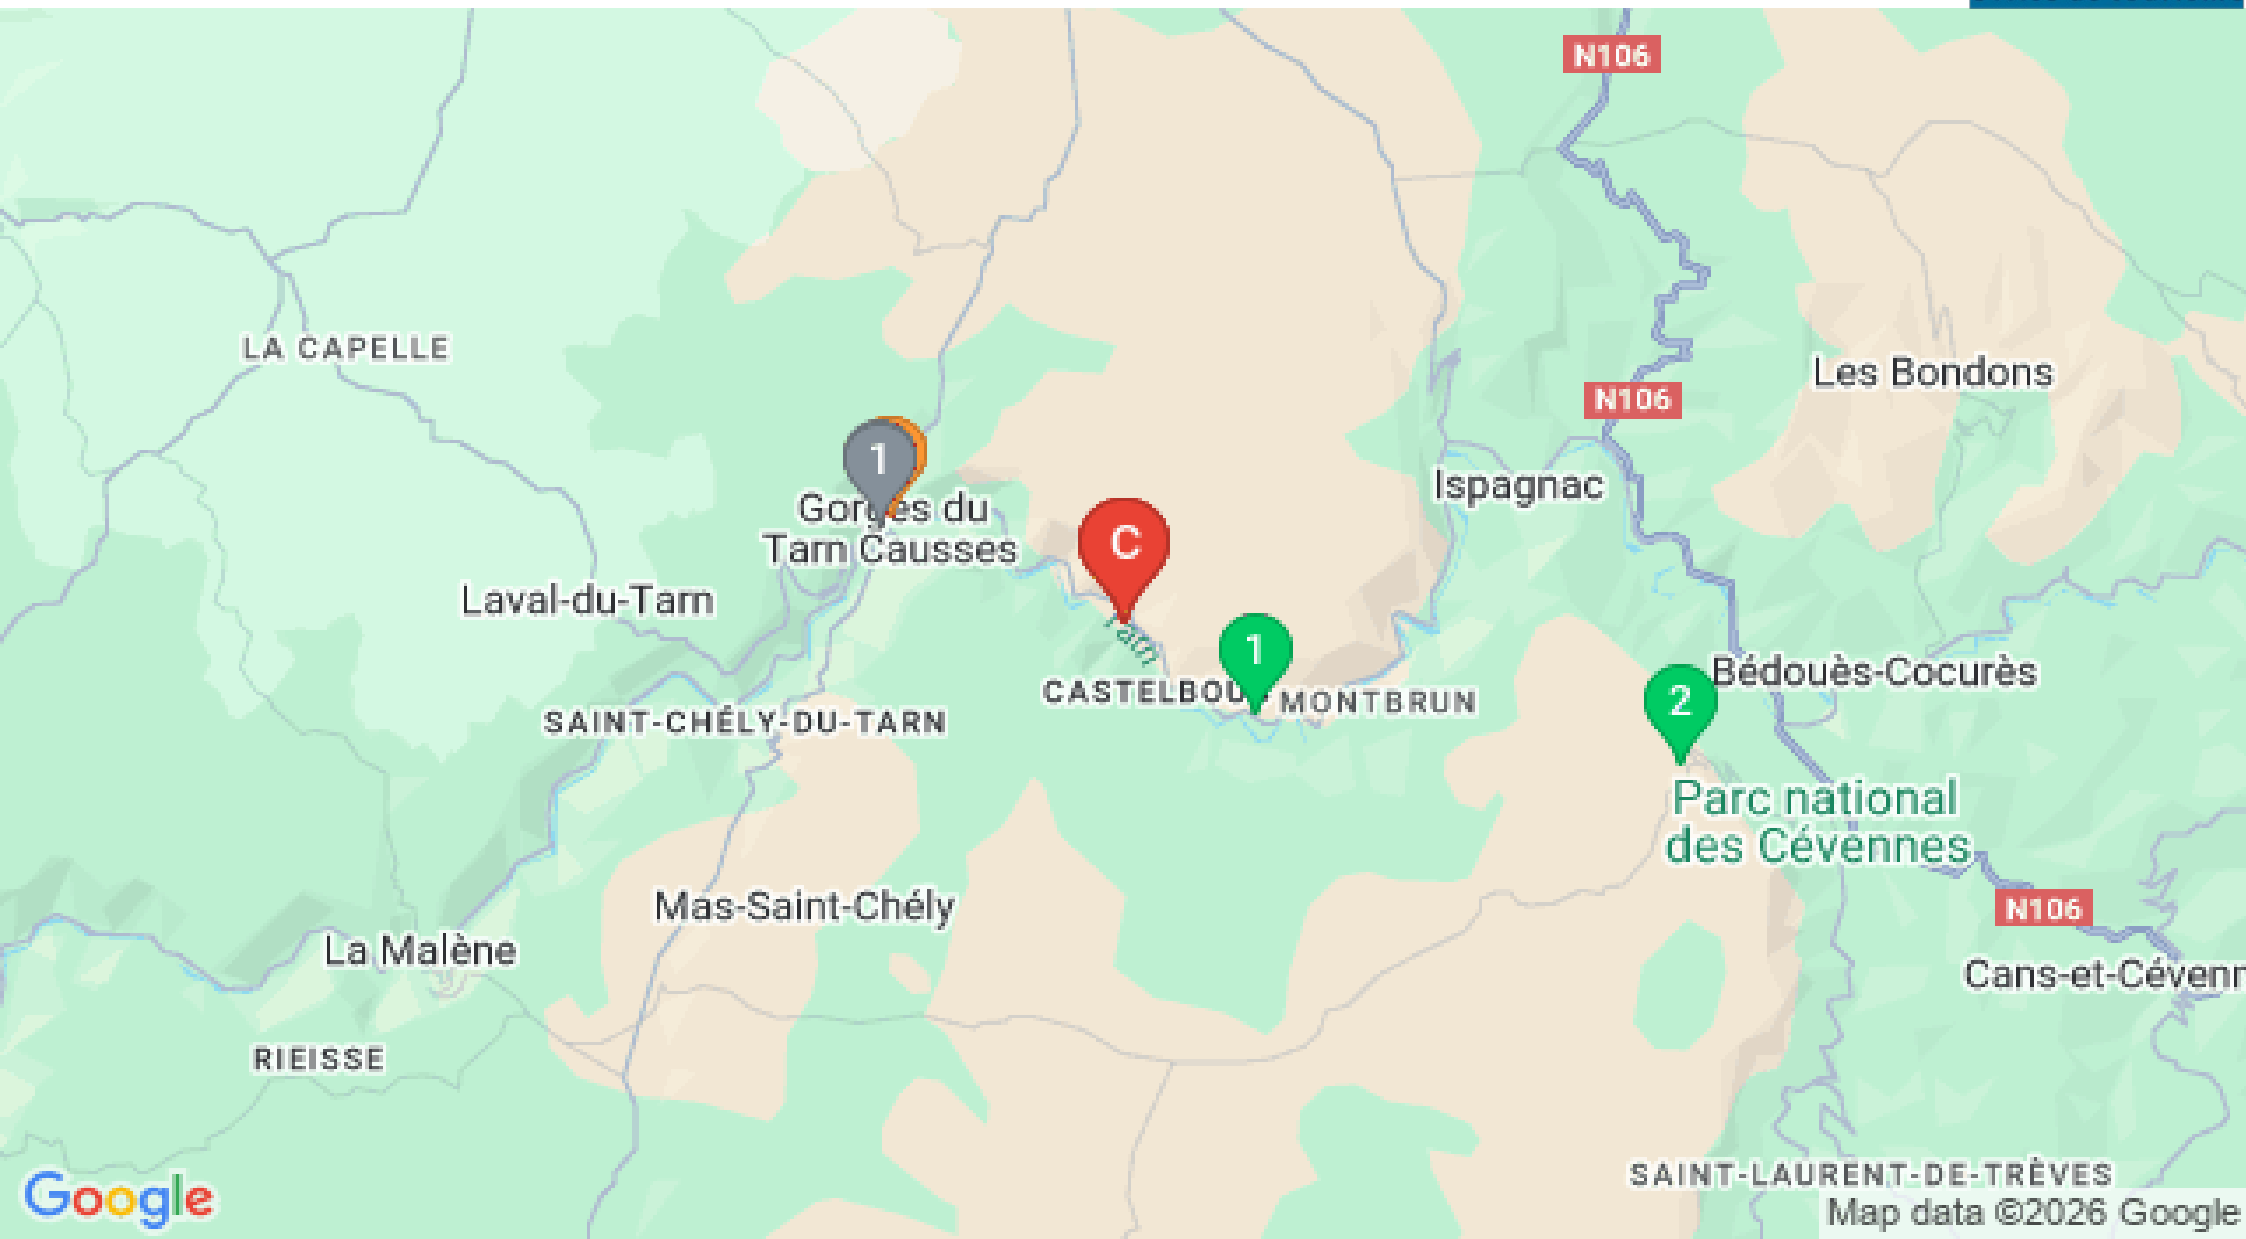 N106
LA CAPELLE
Les Bondons
N106
1
Gorges du
Tarn Causses
Ispagnac
C
Laval-du-Tarn
Tarn
1
Bédouès-Cocurès
CASTELBOU
MONTBRUN
2
SAINT-CHÉLY-DU-TARN
Parc national
des Cévennes
Mas-Saint-Chély
N106
La Malène
Cans-et-Cévenn
RIEISSE
SAINT-LAURENT-DE-TRÈVES
Google
Map data ©2026 Google